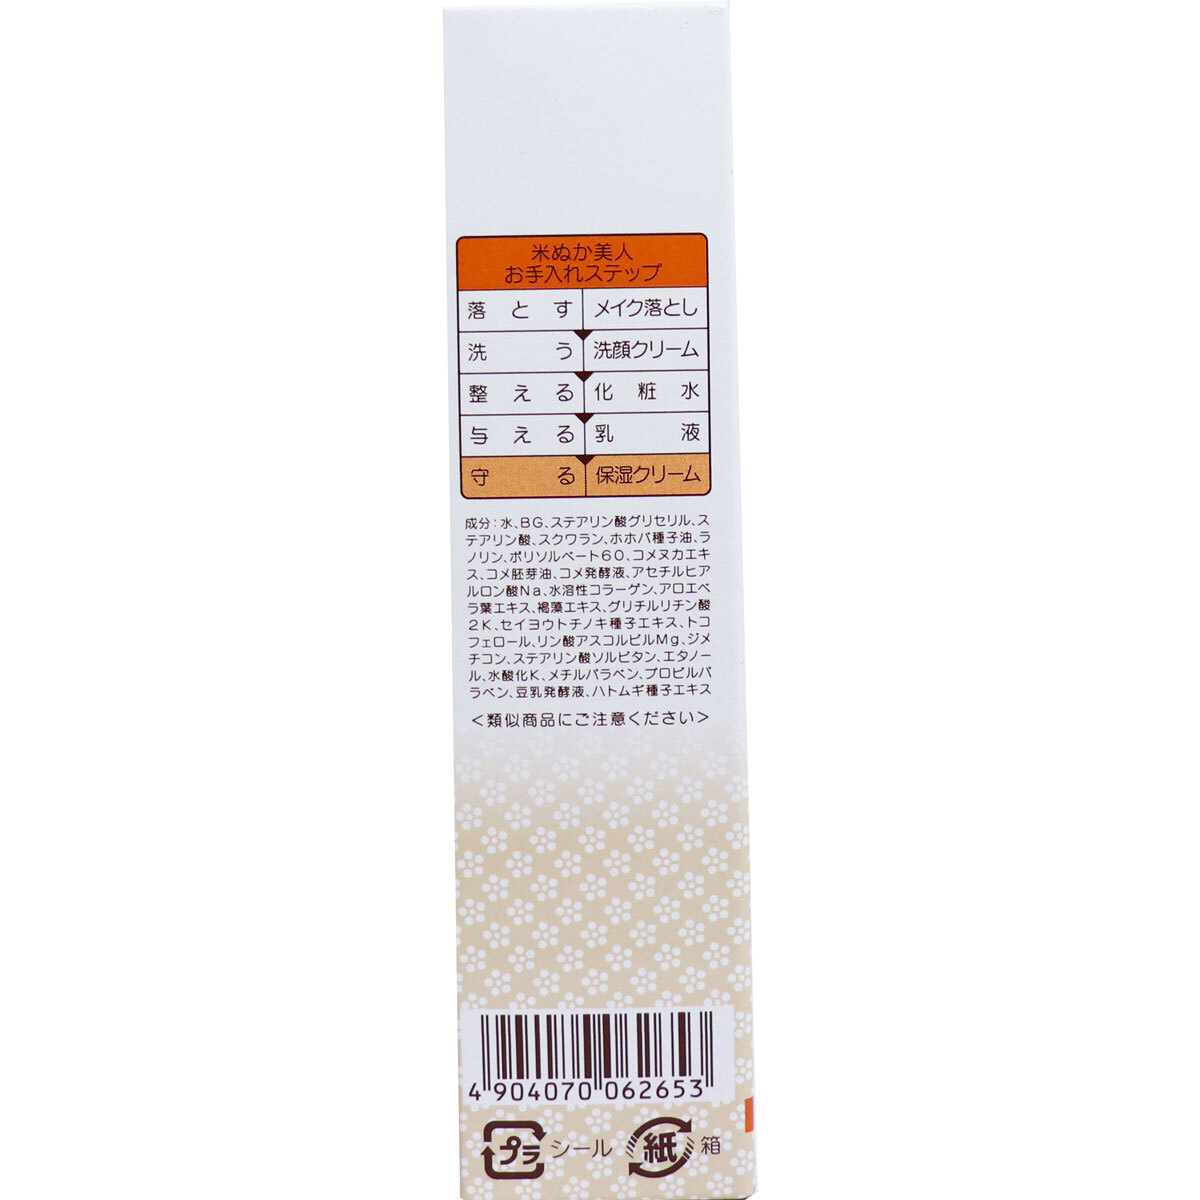 米ぬか美人
お手入れステップ
落とす メイク落とし
洗う 洗顔クリーム
整える 化粧水
与える 乳液
守る 保湿クリーム
成分：水、BG、ステアリン酸グリセリル、ス
テアリン酸、スクワラン、ホホバ種子油、ラ
ノリン、ポリソルベート60、コメヌカエキ
ス、コメ胚芽油、コメ発酵液、アセチルヒア
ルロン酸Na、水溶性コラーゲン、アロエベ
ラ葉エキス、褐藻エキス、グリチルリチン酸
2K、セイヨウトチノキ種子エキス、トコ
フェロール、リン酸アスコルビルMg、ジメ
チコン、ステアリン酸ソルビタン、エタノー
ル、水酸化K、メチルパラベン、プロピルパ
ラベン、豆乳発酵液、ハトムギ種子エキス
＜類似商品にご注意ください＞
4 904070 062653
プラ シール 紙 箱